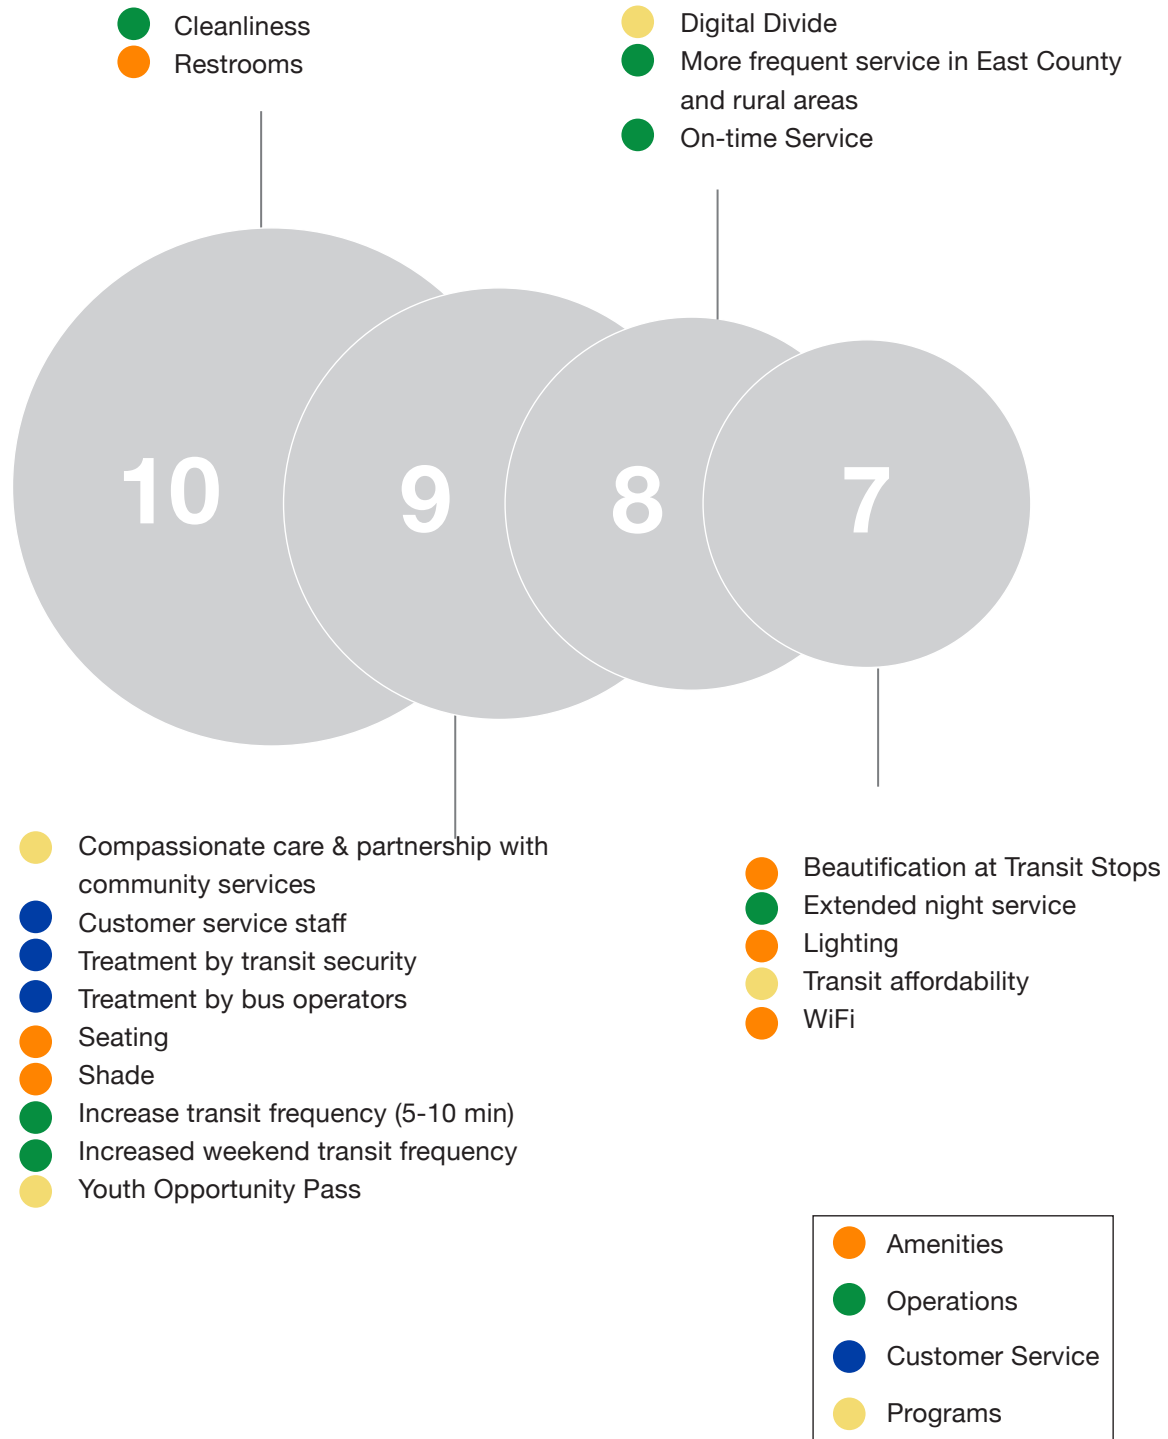 Cleanliness
Restrooms
Digital Divide
More frequent service in East County
and rural areas
On-time Service
10
9
8
7
Compassionate care & partnership with
community services
Customer service staff
Treatment by transit security
Treatment by bus operators
Seating
Shade
Increase transit frequency (5-10 min)
Increased weekend transit frequency
Youth Opportunity Pass
Beautification at Transit Stops
Extended night service
Lighting
Transit affordability
WiFi
Amenities
Operations
Customer Service
Programs